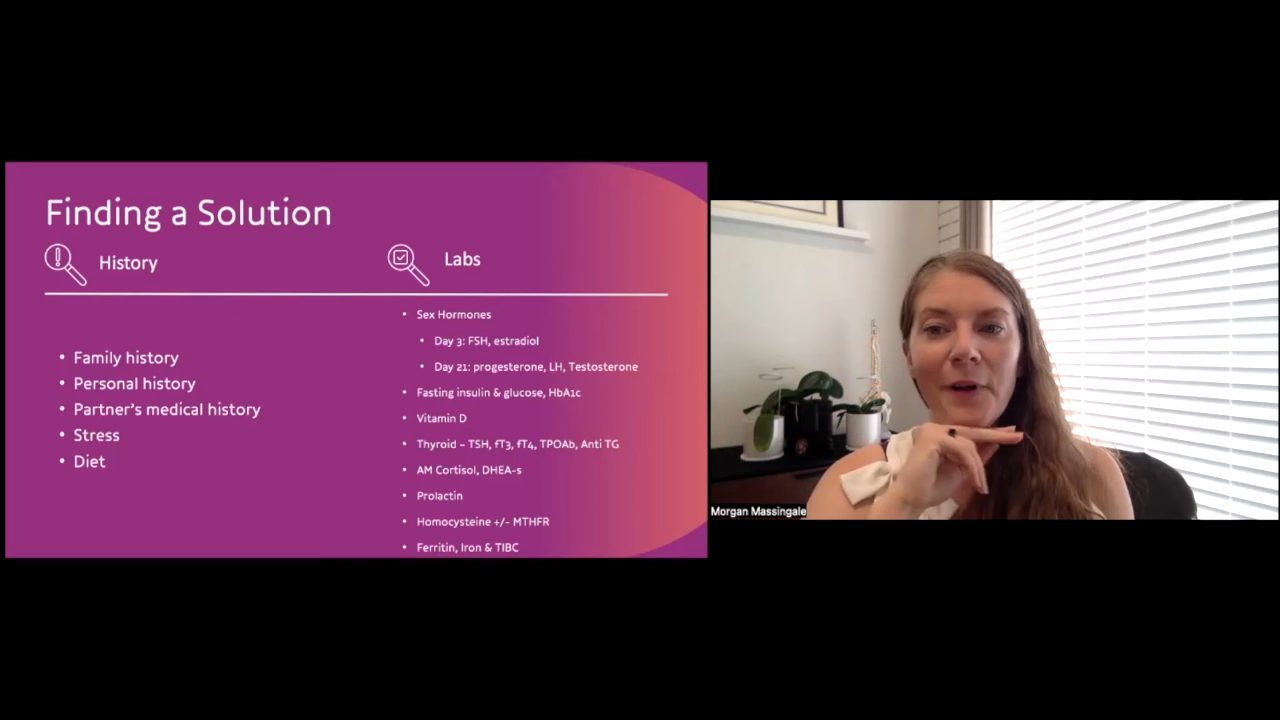 Finding a Solution
History
Labs
• Family history
• Personal history
• Partner's medical history
• Stress
• Diet
• Sex Hormones
• Day 3: FSH, estradiol
• Day 21: progesterone, LH, Testosterone
• Fasting insulin & glucose, HbA1c
• Vitamin D
• Thyroid – TSH, fT3, fT4, TPOAb, Anti TG
• AM Cortisol, DHEA-s
• Prolactin
• Homocysteine +/- MTHFR
• Ferritin, Iron & TIBC
Morgan Massingale